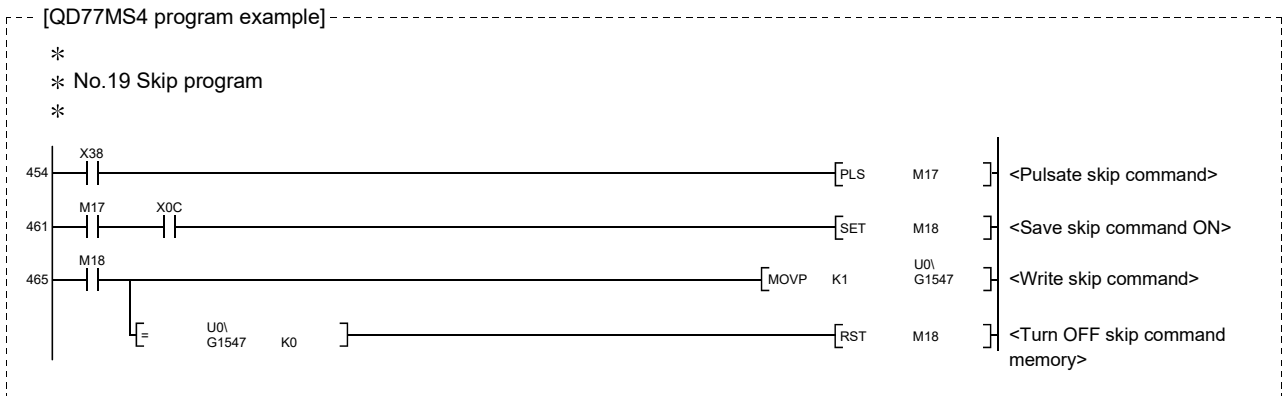 [QD77MS4 program example]
*
* No.19 Skip program
*
X38
454 PLS M17 <Pulsate skip command>
M17 X0C
461 SET M18 <Save skip command ON>
M18
465 MOVP K1 U0\ G1547 <Write skip command>
= U0\ G1547 K0 RST M18 <Turn OFF skip command
memory>